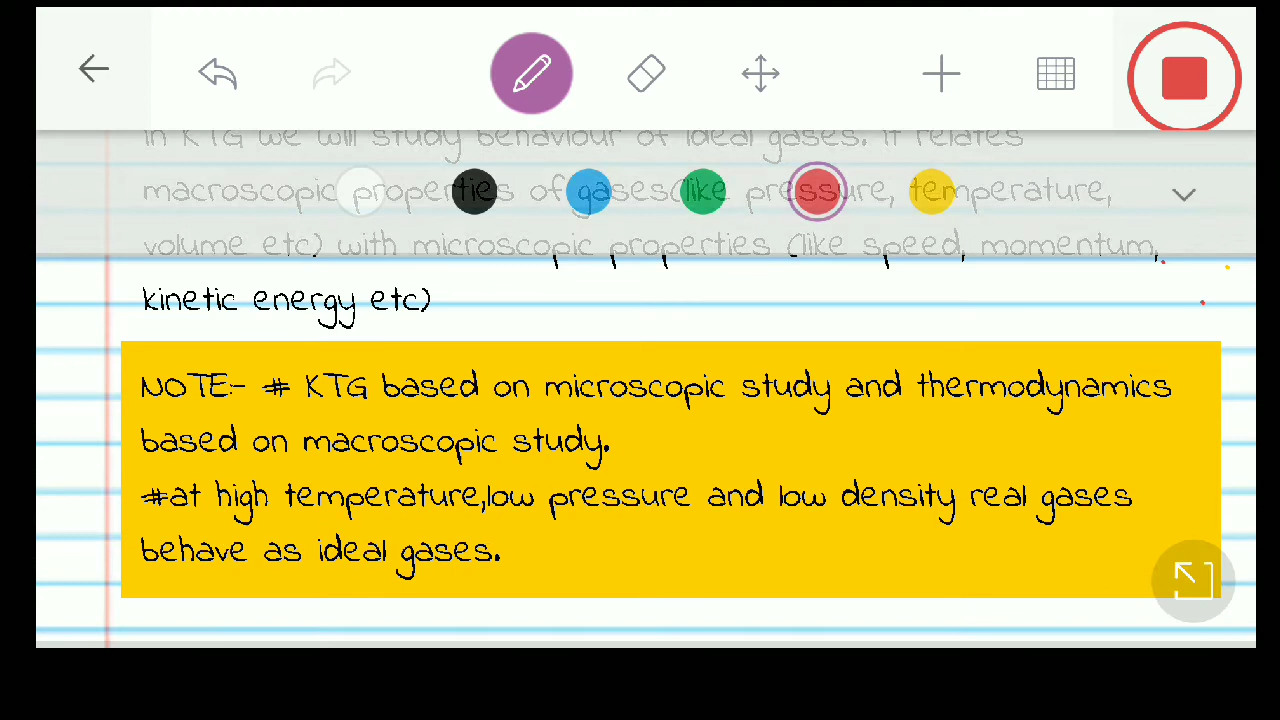 in KTG we will study behaviour of ideal gases. it relates
macroscopic properties of gases(like pressure, temperature,
volume etc) with microscopic properties (like speed, momentum,
kinetic energy etc)
NOTE:- # KTG based on microscopic study and thermodynamics
based on macroscopic study.
#at high temperature,low pressure and low density real gases
behave as ideal gases.